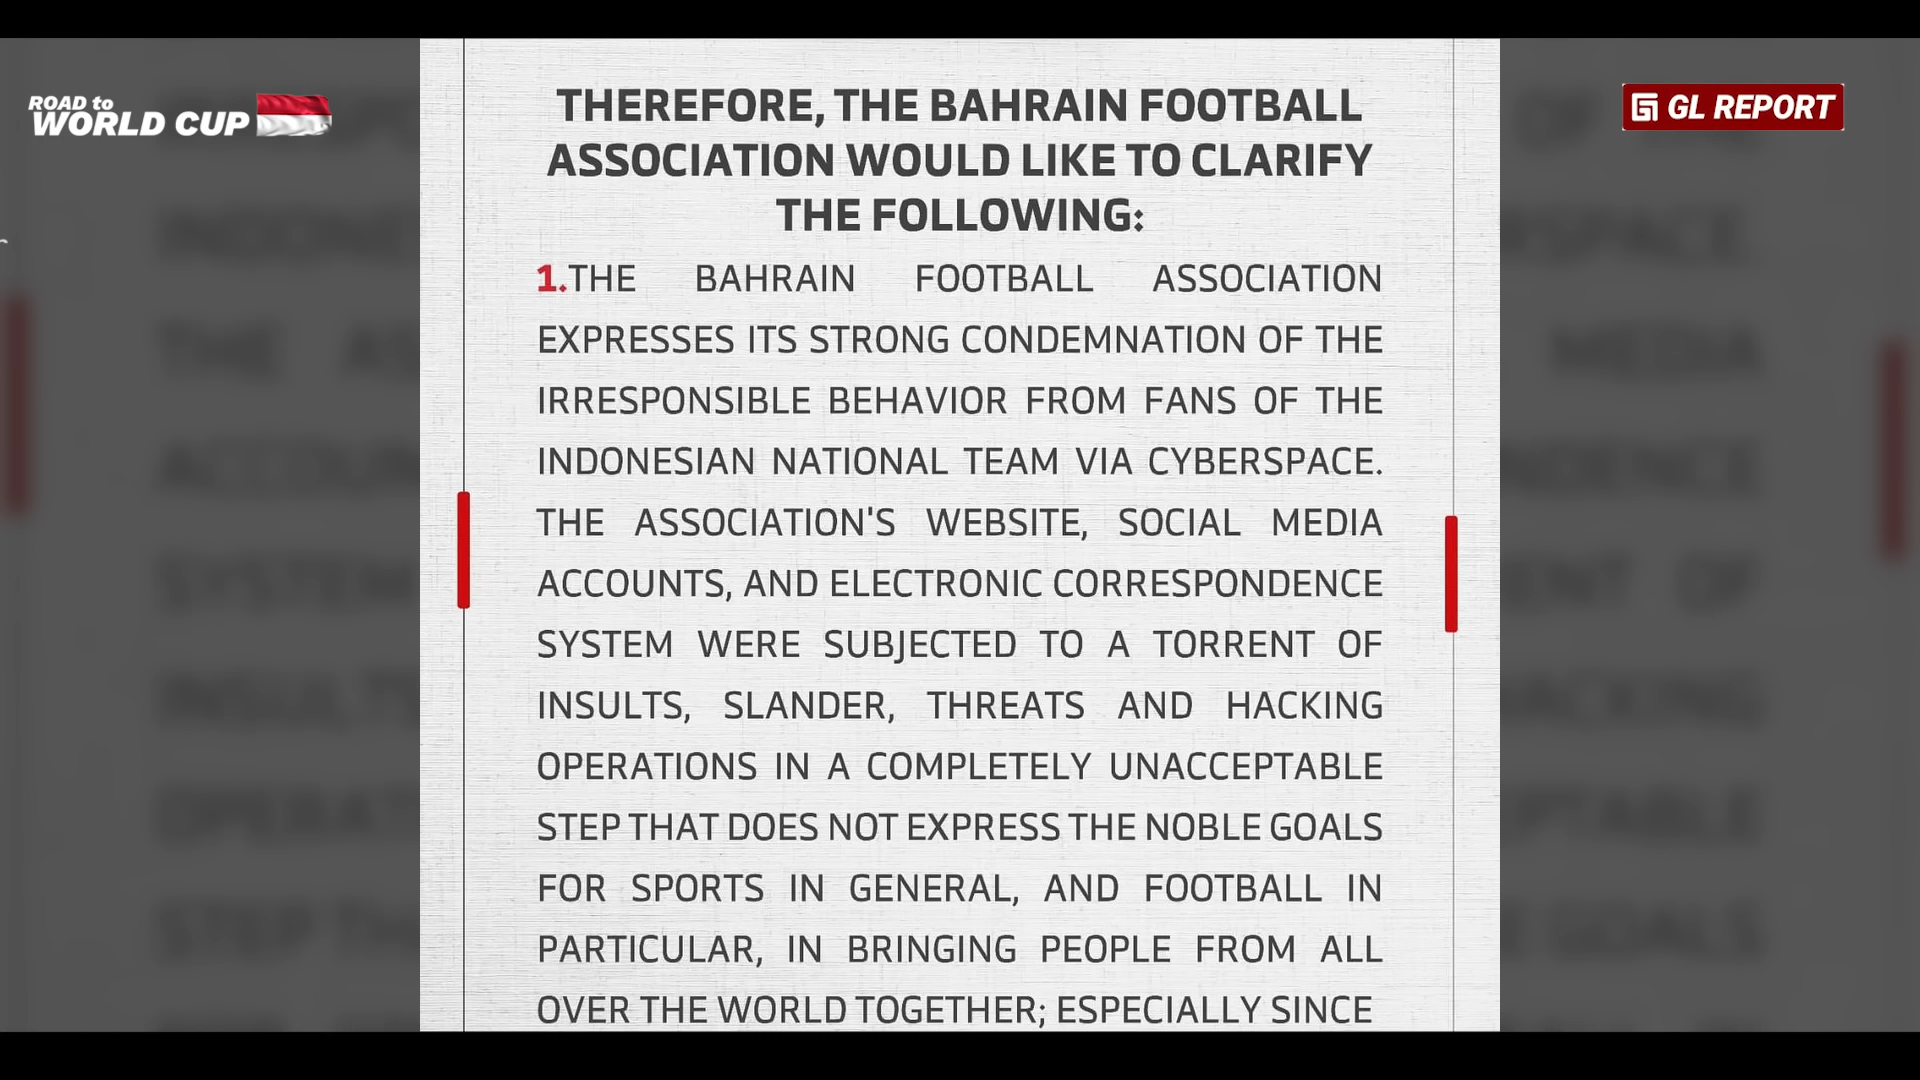 ROAD to
WORLD CUP
GL REPORT
THEREFORE, THE BAHRAIN FOOTBALL
ASSOCIATION WOULD LIKE TO CLARIFY
THE FOLLOWING:
1.THE BAHRAIN FOOTBALL ASSOCIATION
EXPRESSES ITS STRONG CONDEMNATION OF THE
IRRESPONSIBLE BEHAVIOR FROM FANS OF THE
INDONESIAN NATIONAL TEAM VIA CYBERSPACE.
THE ASSOCIATION'S WEBSITE, SOCIAL MEDIA
ACCOUNTS, AND ELECTRONIC CORRESPONDENCE
SYSTEM WERE SUBJECTED TO A TORRENT OF
INSULTS, SLANDER, THREATS AND HACKING
OPERATIONS IN A COMPLETELY UNACCEPTABLE
STEP THAT DOES NOT EXPRESS THE NOBLE GOALS
FOR SPORTS IN GENERAL, AND FOOTBALL IN
PARTICULAR, IN BRINGING PEOPLE FROM ALL
OVER THE WORLD TOGETHER; ESPECIALLY SINCE